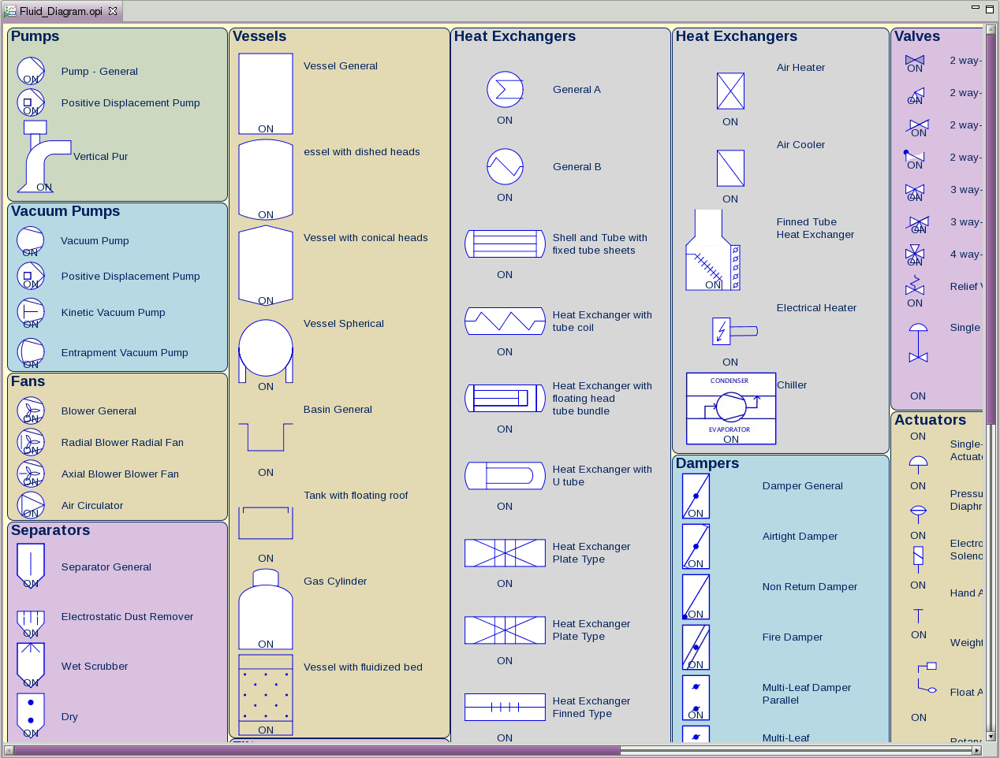 Fluid_Diagram.opi
Pumps
ON
Pump - General
ON
Positive Displacement Pump
Vertical Pur
ON
Vacuum Pumps
ON
Vacuum Pump
ON
Positive Displacement Pump
ON
Kinetic Vacuum Pump
ON
Entrapment Vacuum Pump
Fans
ON
Blower General
ON
Radial Blower Radial Fan
ON
Axial Blower Blower Fan
ON
Air Circulator
Separators
ON
Separator General
ON
Electrostatic Dust Remover
ON
Wet Scrubber
ON
Dry
Vessels
Vessel General
ON
essel with dished heads
ON
Vessel with conical heads
ON
Vessel Spherical
ON
Basin General
ON
Tank with floating roof
ON
Gas Cylinder
ON
Vessel with fluidized bed
ON
Heat Exchangers
General A
ON
General B
ON
Shell and Tube with
fixed tube sheets
ON
Heat Exchanger with
tube coil
ON
Heat Exchanger with
floating head
tube bundle
ON
Heat Exchanger with
U tube
ON
Heat Exchanger
Plate Type
ON
Heat Exchanger
Plate Type
ON
Heat Exchanger
Finned Type
ON
Heat Exchangers
Air Heater
ON
Air Cooler
ON
Finned Tube
Heat Exchanger
ON
Electrical Heater
ON
Chiller
CONDENSER
EVAPORATOR
ON
Dampers
Damper General
ON
Airtight Damper
ON
Non Return Damper
ON
Fire Damper
ON
Multi-Leaf Damper
Parallel
ON
Multi-Leaf
Valves
2 way-
ON
2 way-
ON
2 way-
ON
2 way-
ON
3 way-
ON
3 way-
ON
4 way-
ON
Relief V
ON
Single
ON
Actuators
ON
Single-
Actuato
ON
Pressu
Diaphr
ON
Electro
Soleno
ON
Hand A
ON
Weight
Float A
ON
Rotary